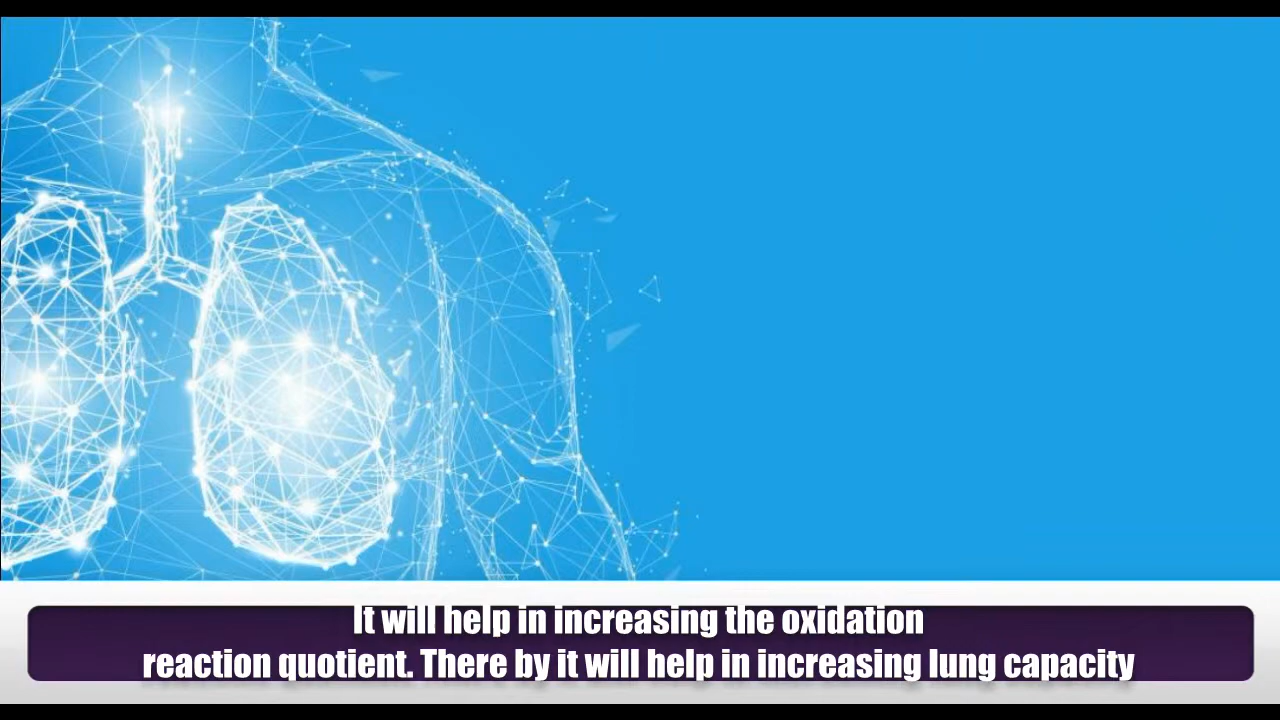 It will help in increasing the oxidation
reaction quotient. There by it will help in increasing lung capacity